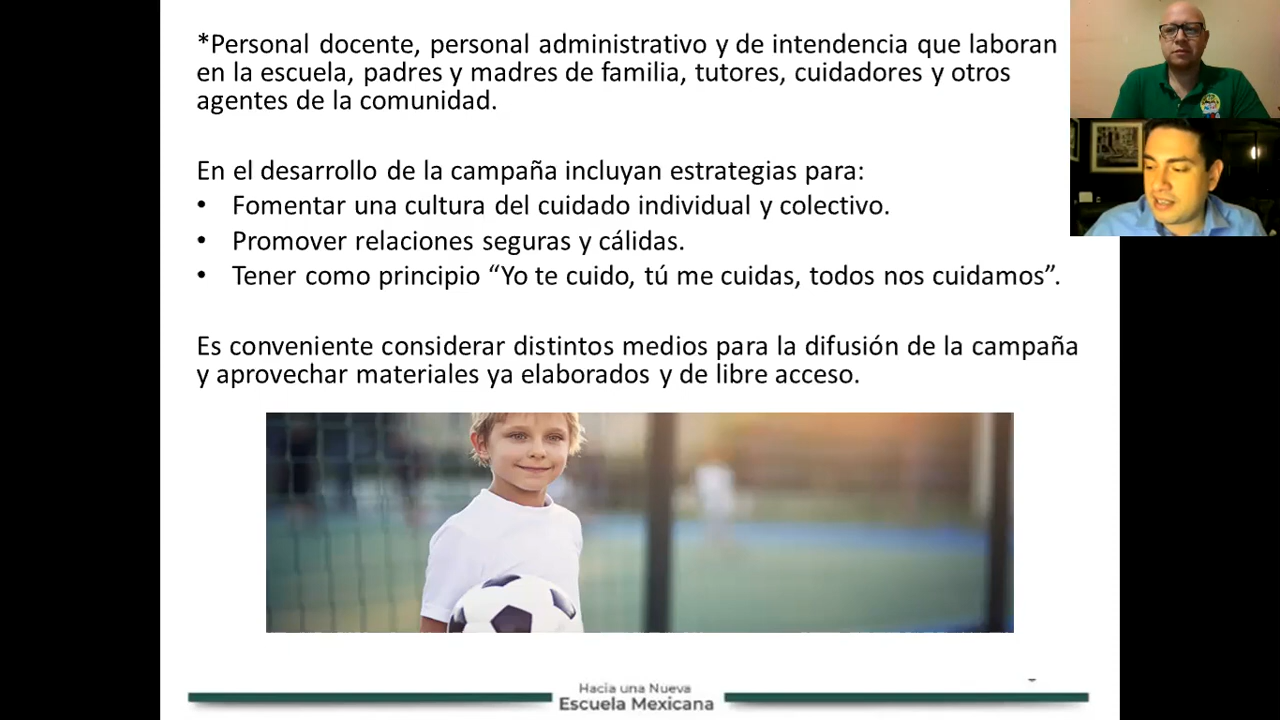 *Personal docente, personal administrativo y de intendencia que laboran
en la escuela, padres y madres de familia, tutores, cuidadores y otros
agentes de la comunidad.
En el desarrollo de la campaña incluyan estrategias para:
• Fomentar una cultura del cuidado individual y colectivo.
• Promover relaciones seguras y cálidas.
• Tener como principio “Yo te cuido, tú me cuidas, todos nos cuidamos”.
Es conveniente considerar distintos medios para la difusión de la campaña
y aprovechar materiales ya elaborados y de libre acceso.
Hacia una Nueva
Escuela Mexicana